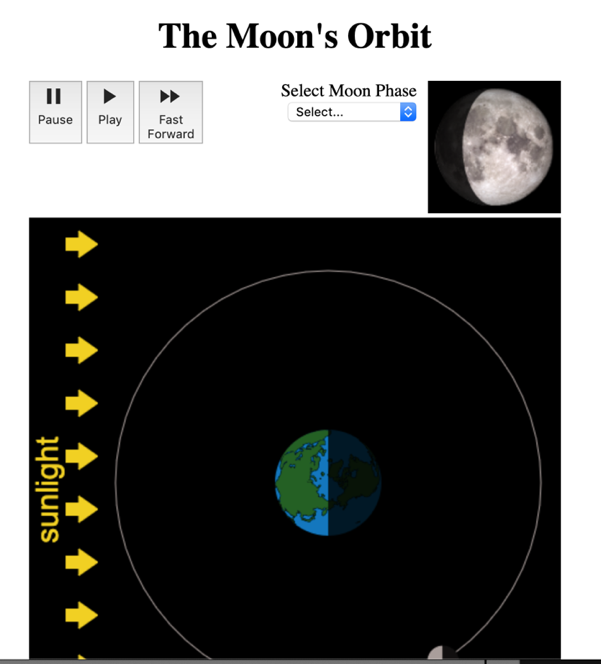 The Moon's Orbit
Pause
Play
Fast
Forward
Select Moon Phase
Select...
sunlight